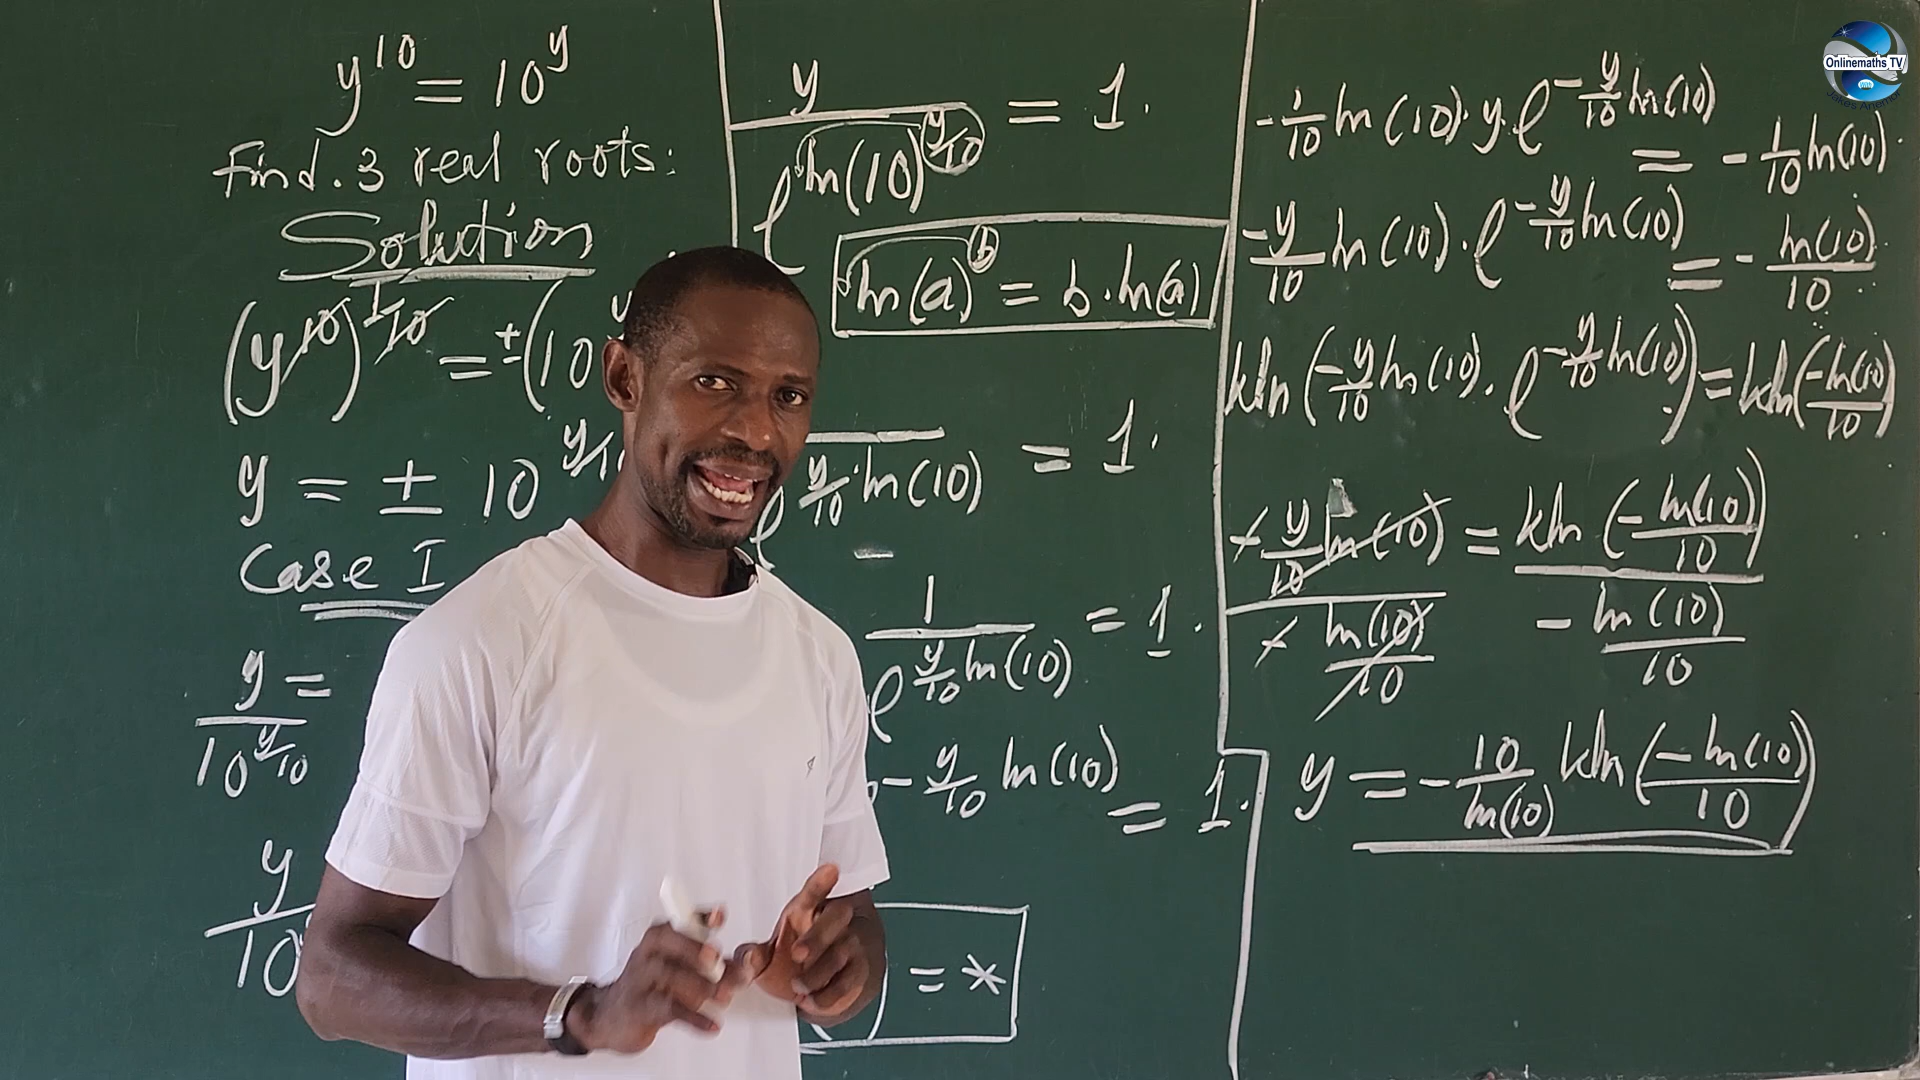 y^10 = 10^y
Find. 3 real roots:
Solution
(y^10)^1/10 = ±(10
y = ± 10^y/10
Case I
y =
y/10^y/10
y/10
y/e^ln(10)^y/10 = 1.
ln(a)^b = b·ln(a)
e^y/10·ln(10) = 1.
1/e^y/10 ln(10) = 1.
-y/10 ln(10) = 1.
= *
-1/10 ln(10)·y·e^-y/10 ln(10) = -1/10 ln(10).
-y/10 ln(10)·e^-y/10 ln(10) = -ln(10)/10
kln(-y/10 ln(10)·e^-y/10 ln(10)) = kln(-ln(10)/10)
-y/10 ln(10) / -ln(10)/10 = kln(-ln(10)/10) / -ln(10)/10
y = -10/ln(10) kln(-ln(10)/10)
Onlinemaths TV